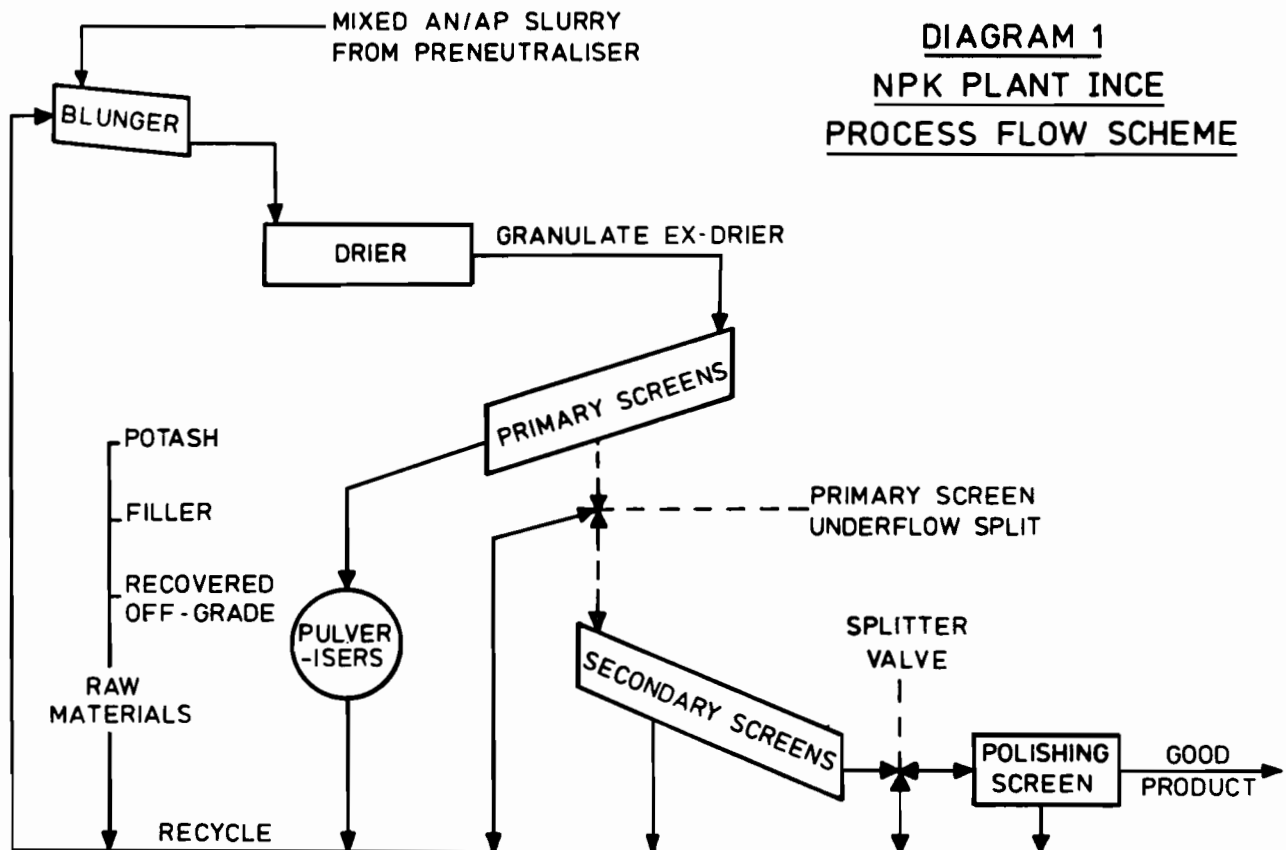 MIXED AN/AP SLURRY
FROM PRENEUTRALISER
DIAGRAM 1
NPK PLANT INCE
PROCESS FLOW SCHEME
BLUNGER
DRIER
GRANULATE EX-DRIER
PRIMARY SCREENS
POTASH
FILLER
RECOVERED
OFF-GRADE
RAW
MATERIALS
PULVER
-ISERS
PRIMARY SCREEN
UNDERFLOW SPLIT
SPLITTER
VALVE
SECONDARY SCREENS
POLISHING
SCREEN
GOOD
PRODUCT
RECYCLE